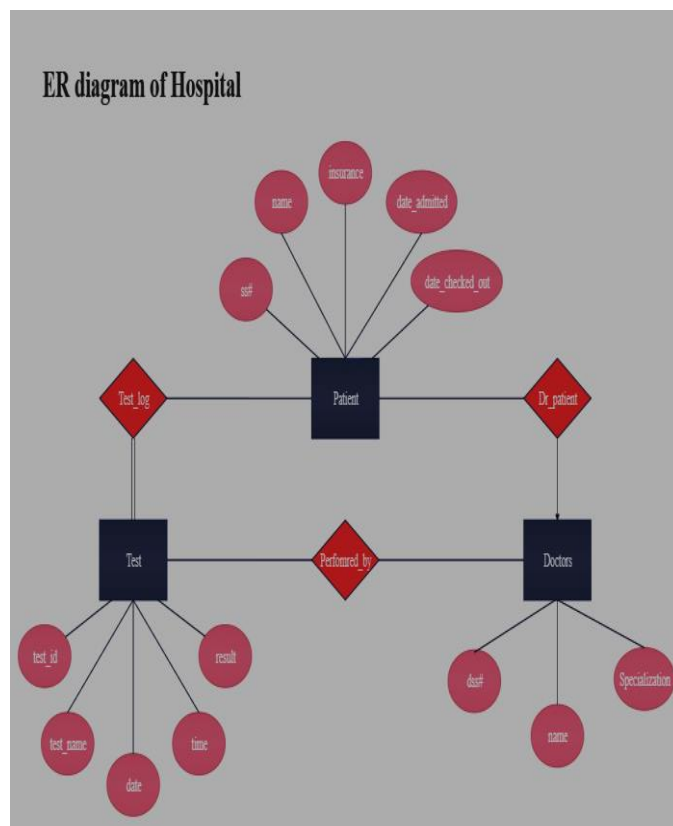 ER diagram of Hospital
insurance
name
date_admitted
ss#
date_checked_out
Test_log
Patient
Dr_patient
Test
Perfomred_by
Doctors
test_id
result
dss#
Specialization
test_name
time
name
date